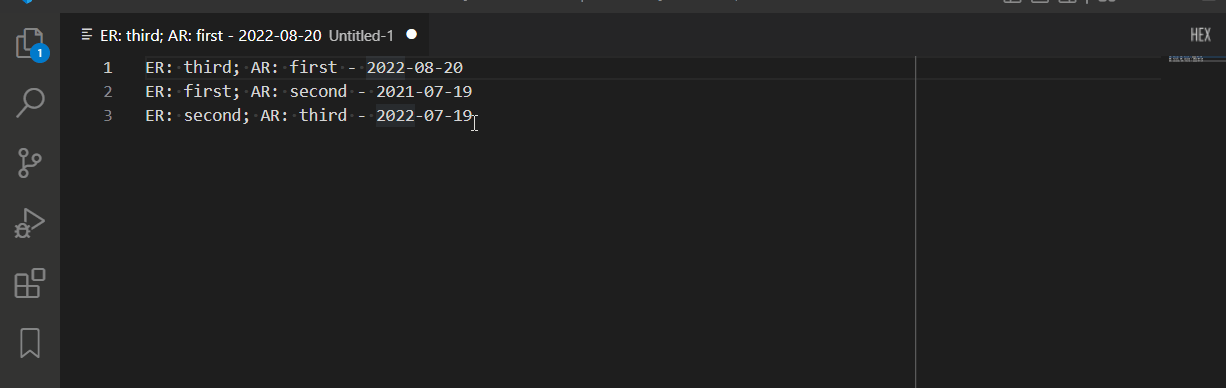 ER: third; AR: first - 2022-08-20 Untitled-1
HEX
1
1 ER: third; AR: first - 2022-08-20
2 ER: first; AR: second - 2021-07-19
3 ER: second; AR: third - 2022-07-19